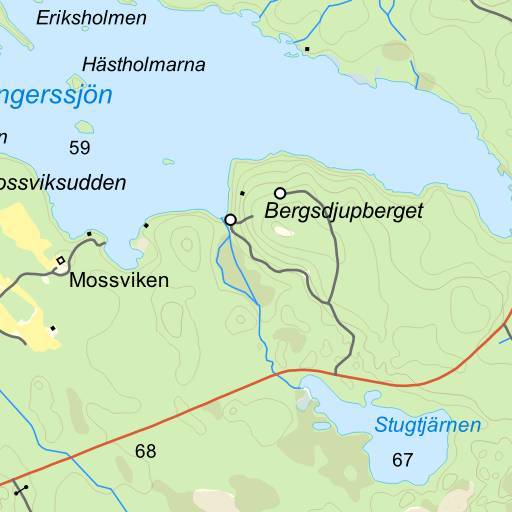 Eriksholmen
Hästholmarna
ngerssjön
n
59
ossviksudden
Bergsdjupberget
Mossviken
Stugtjärnen
68
67